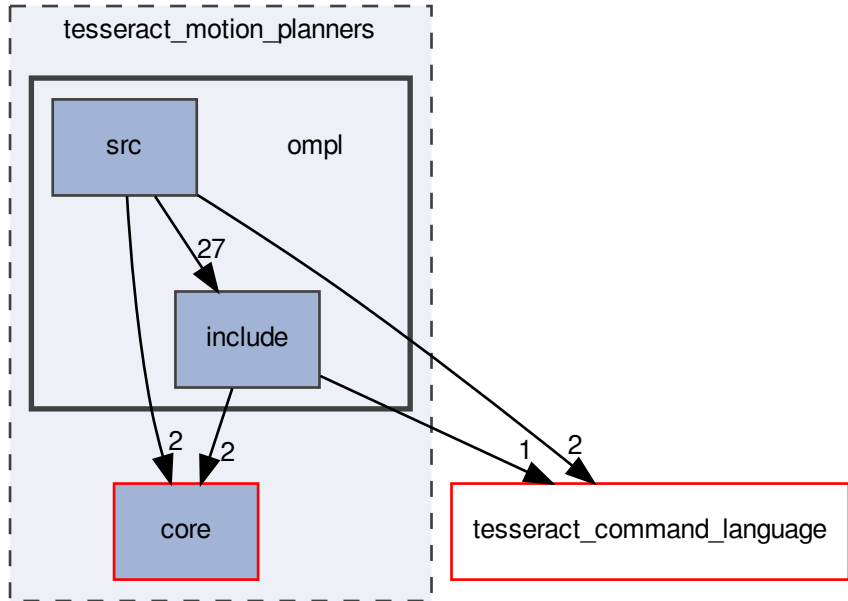 tesseract_motion_planners
src
ompl
27
include
2
2
1
2
core
tesseract_command_language